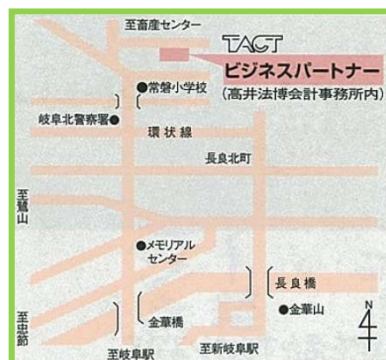 至畜産センター
TACT
ビジネスパートナー
(高井法博会計事務所内)
●常磐小学校
岐阜北警察署●
環状線
長良北町
至鷺山
●メモリアル
センター
長良橋
●金華山
金華橋
至忠節
至岐阜駅
至新岐阜駅
N
4